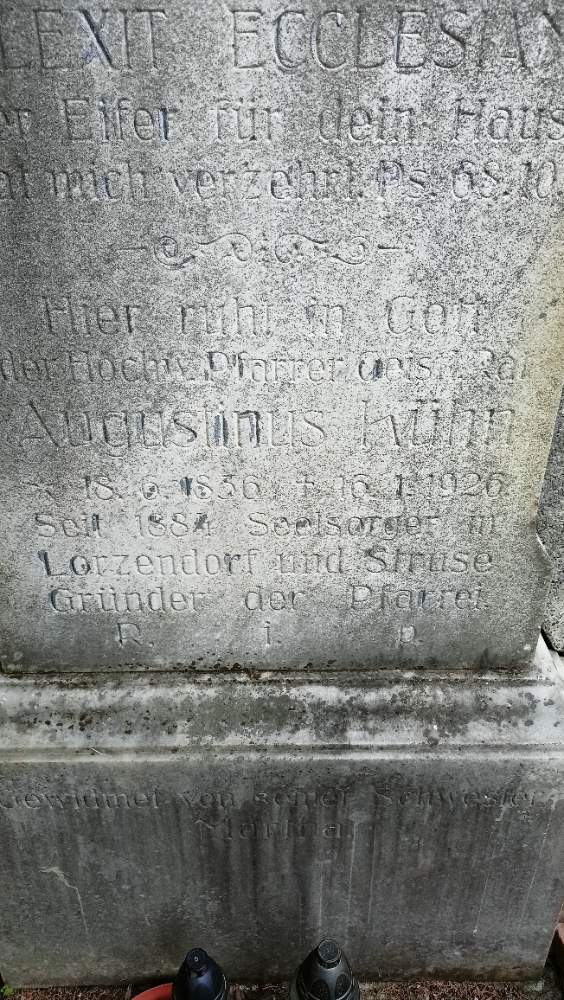 LEXIT ECCLESIAM
er Eifer für dein Haus
at mich verzehrt. Ps. 68.10.
Hier ruht in Gott
der Hochw. Pfarrer Geistl. Rat
Augustinus Kühn
* 18. 6. 1856 + 16. 1. 1926
Seit 1884 Seelsorger in
Lorzendorf und Struse
Gründer der Pfarrei.
R. i. p.
Gewidmet von seiner Schwester
Martha